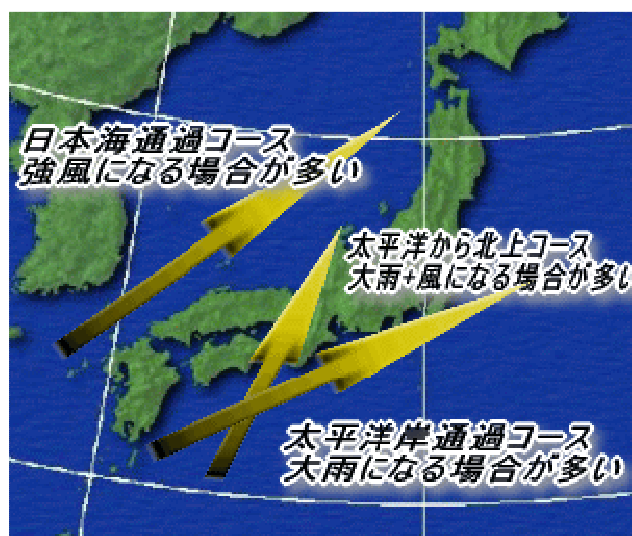 日本海通過コース
強風になる場合が多い
太平洋から北上コース
大雨+風になる場合が多い
太平洋岸通過コース
大雨になる場合が多い